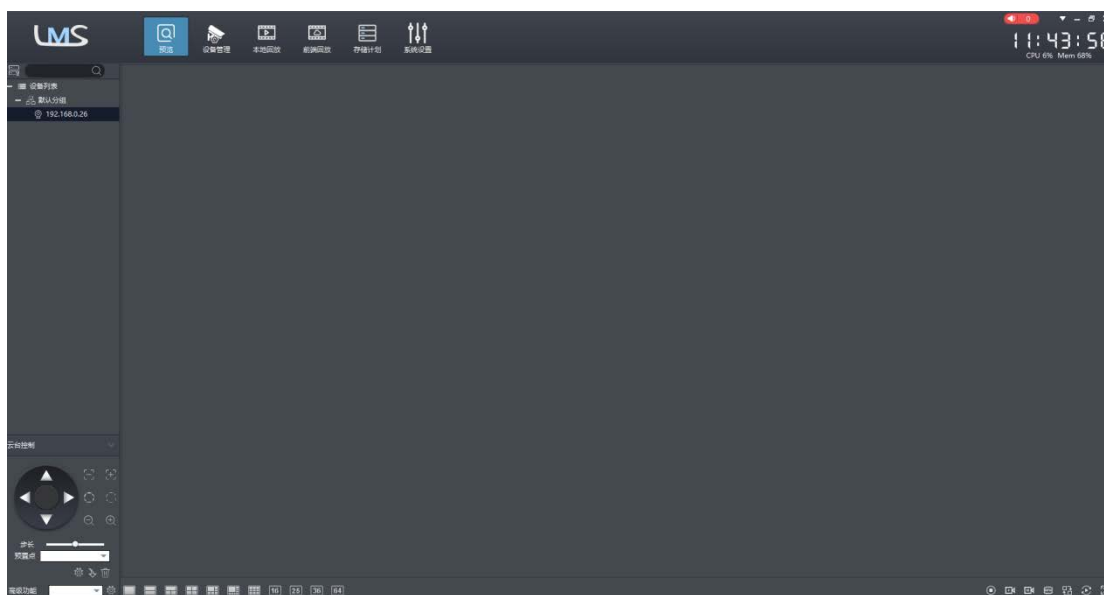 LMS
预览
设备管理
本地回放
前端回放
存储计划
系统设置
0
11:43:56
CPU 6% Mem 68%
设备列表
默认分组
192.168.0.26
云台控制
步长
预置点
高级功能
16
25
36
64